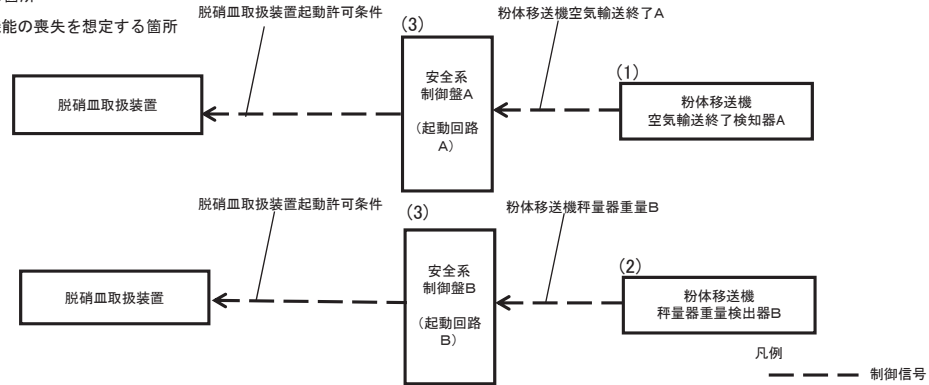 箇所
機能の喪失を想定する箇所
脱硝皿取扱装置起動許可条件
(3)
粉体移送機空気輸送終了A
(1)
脱硝皿取扱装置
安全系
制御盤A
(起動回路
A)
粉体移送機
空気輸送終了検知器A
脱硝皿取扱装置起動許可条件
(3)
粉体移送機秤量器重量B
(2)
脱硝皿取扱装置
安全系
制御盤B
(起動回路
B)
粉体移送機
秤量器重量検出器B
凡例
制御信号